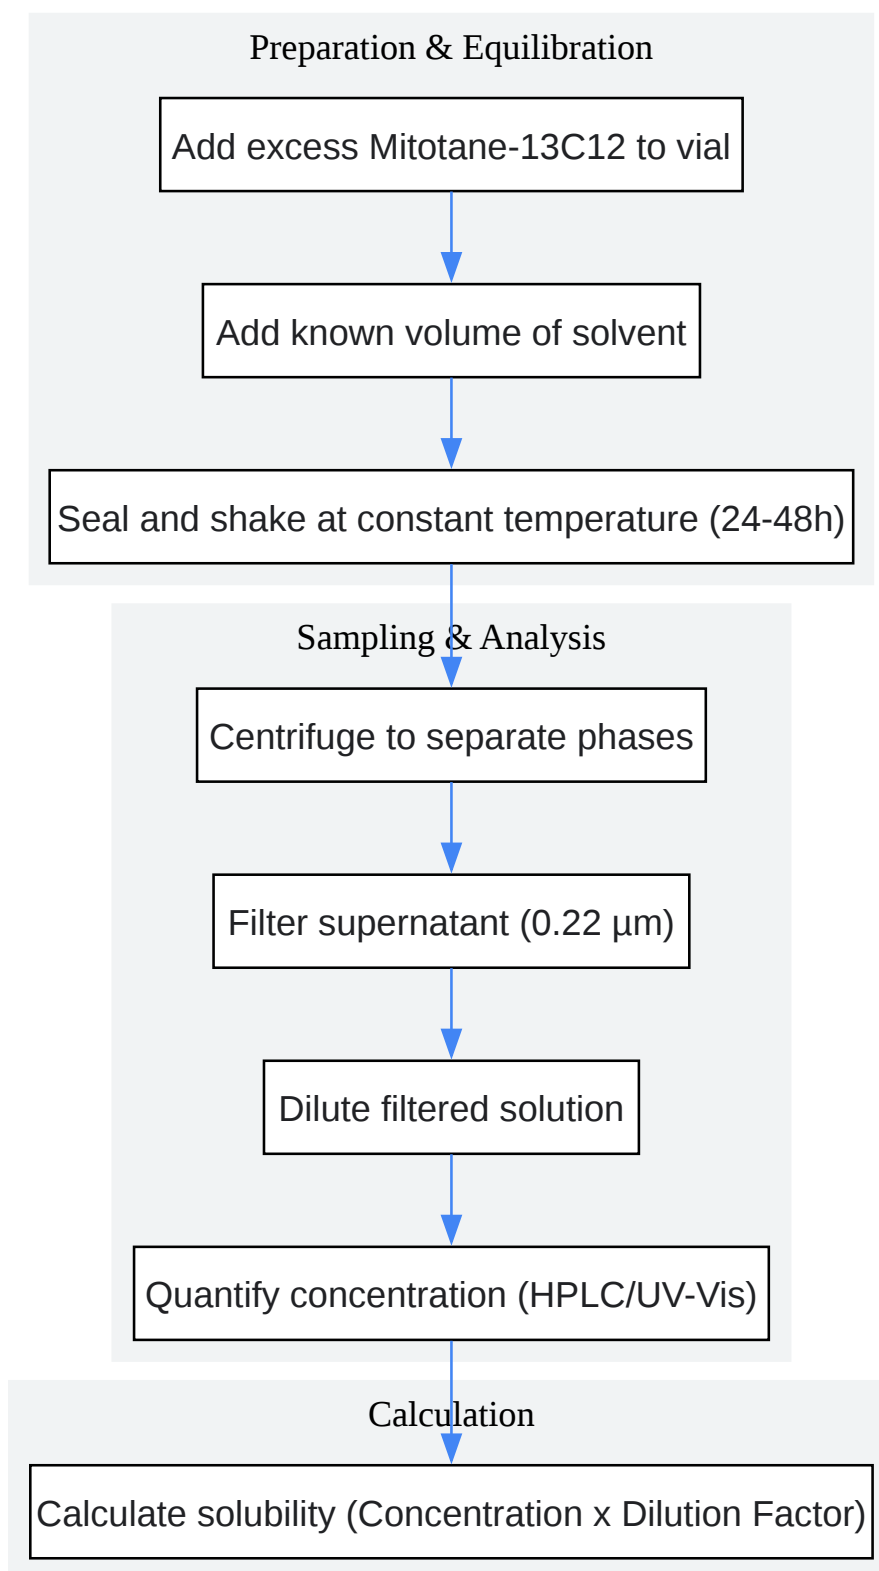 Preparation & Equilibration
Add excess Mitotane-13C12 to vial
Add known volume of solvent
Seal and shake at constant temperature (24-48h)
Sampling & Analysis
Centrifuge to separate phases
Filter supernatant (0.22 µm)
Dilute filtered solution
Quantify concentration (HPLC/UV-Vis)
Calculation
Calculate solubility (Concentration x Dilution Factor)